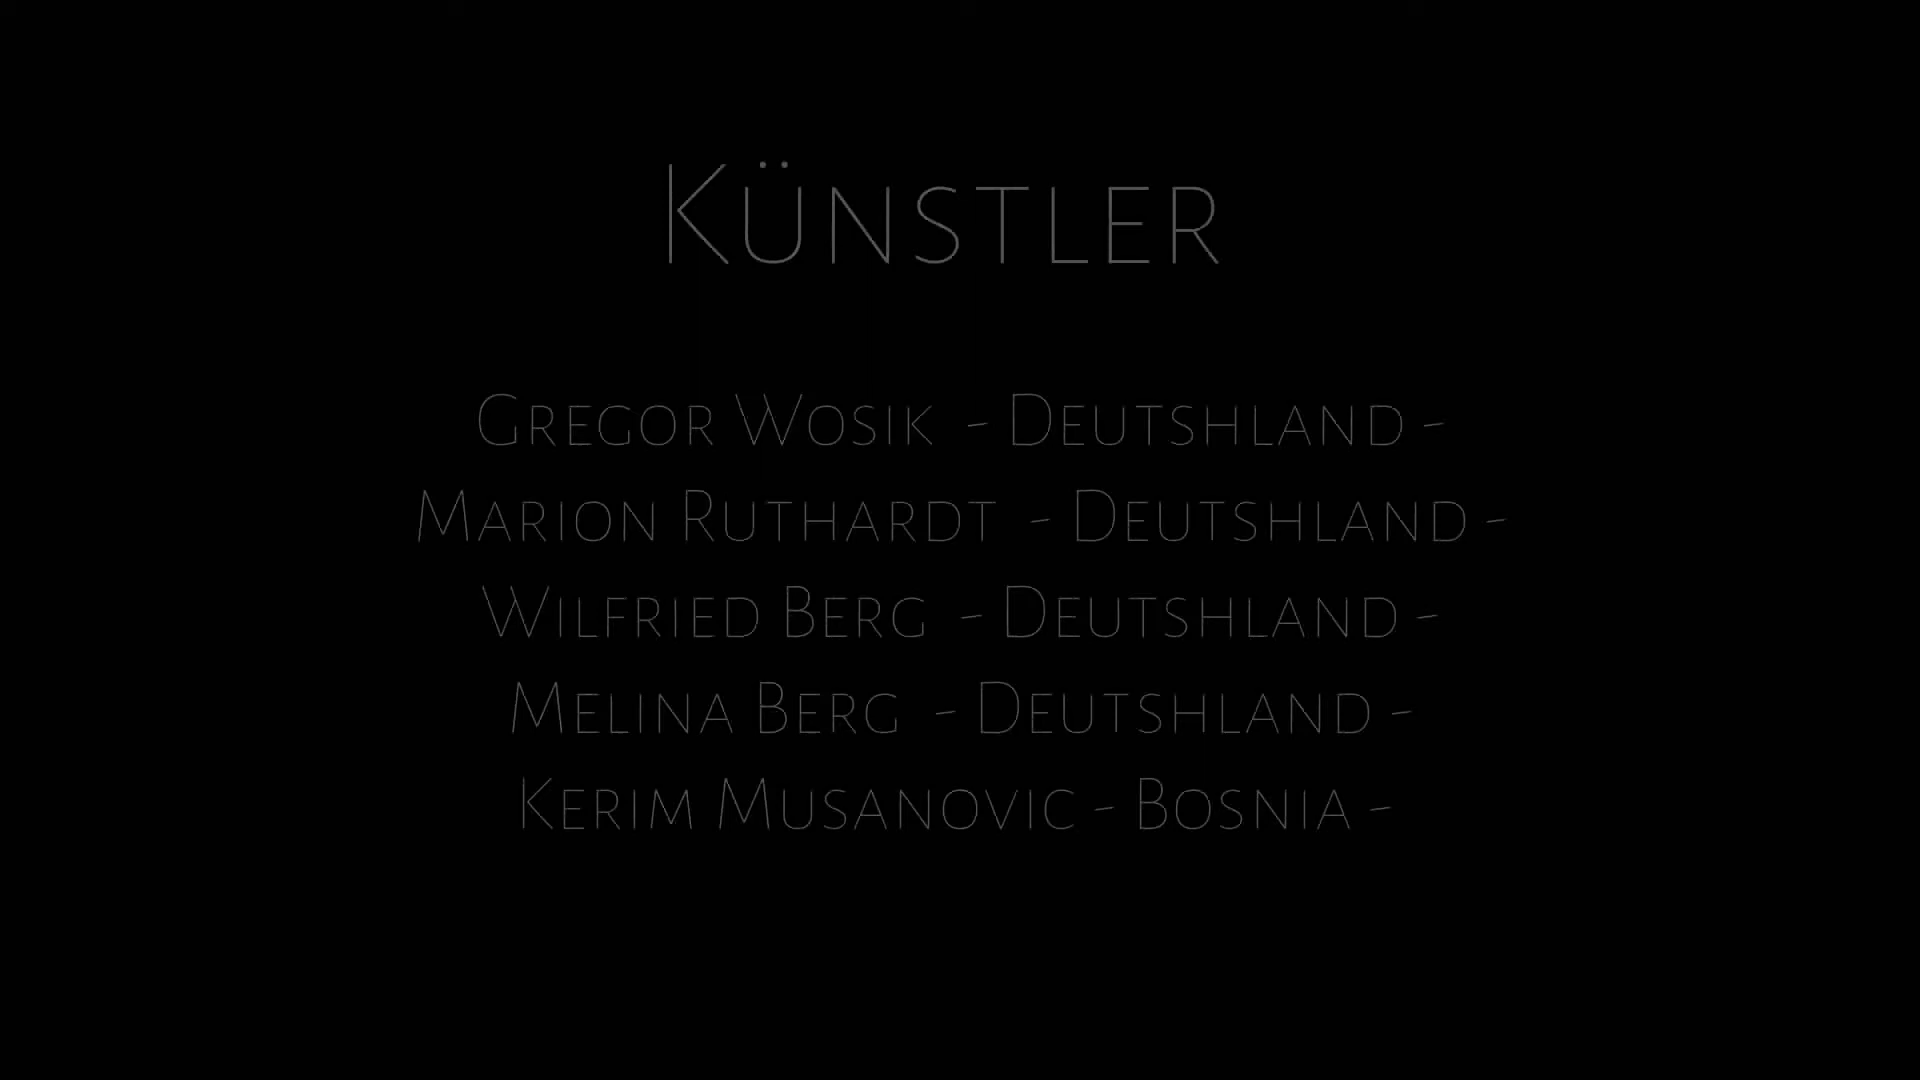 Künstler
Gregor Wosik - Deutshland -
Marion Ruthardt - Deutshland -
Wilfried Berg - Deutshland -
Melina Berg - Deutshland -
Kerim Musanovic - Bosnia -